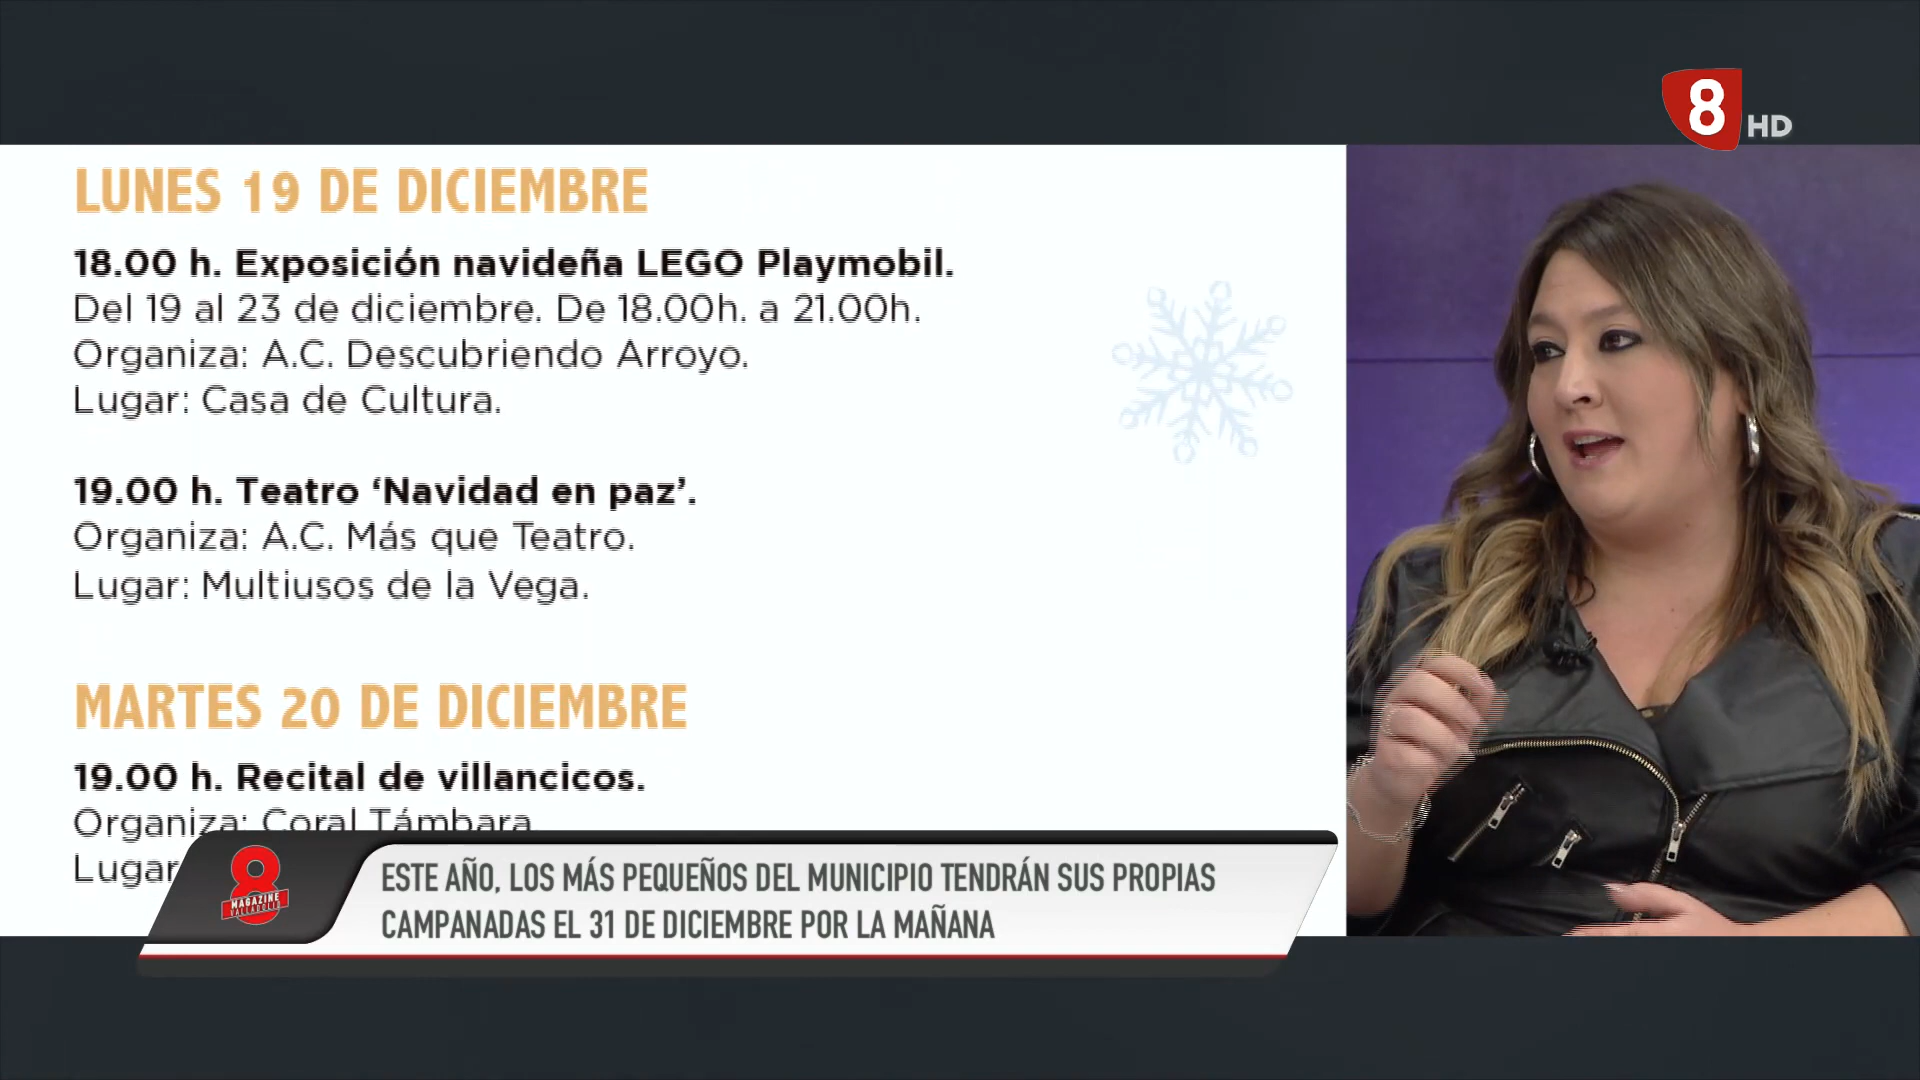 8 HD
LUNES 19 DE DICIEMBRE
18.00 h. Exposición navideña LEGO Playmobil.
Del 19 al 23 de diciembre. De 18.00h. a 21.00h.
Organiza: A.C. Descubriendo Arroyo.
Lugar: Casa de Cultura.
19.00 h. Teatro ‘Navidad en paz’.
Organiza: A.C. Más que Teatro.
Lugar: Multiusos de la Vega.
MARTES 20 DE DICIEMBRE
19.00 h. Recital de villancicos.
Organiza: Coral Támbara.
Lugar
8
MAGAZINE
VALLADOLID
ESTE AÑO, LOS MÁS PEQUEÑOS DEL MUNICIPIO TENDRÁN SUS PROPIAS
CAMPANADAS EL 31 DE DICIEMBRE POR LA MAÑANA